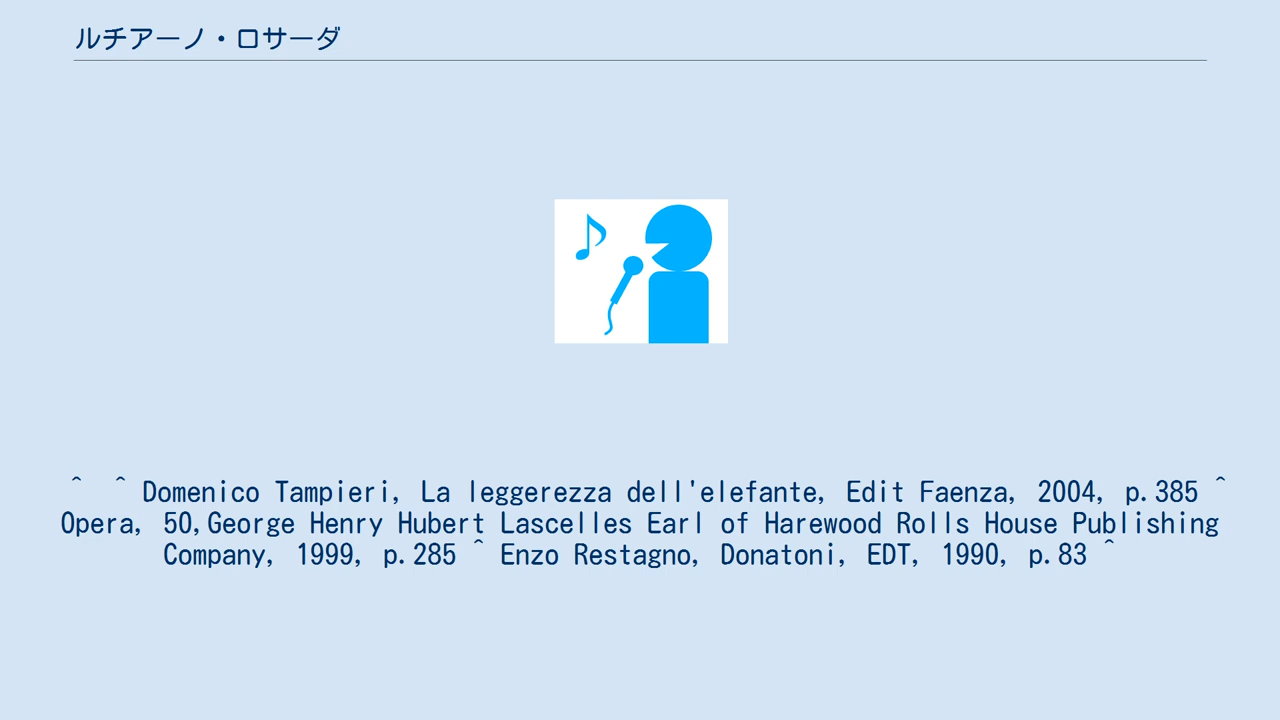 ルチアーノ・ロサーダ
^ ^ Domenico Tampieri, La leggerezza dell'elefante, Edit Faenza, 2004, p.385 ^
Opera, 50,George Henry Hubert Lascelles Earl of Harewood Rolls House Publishing
Company, 1999, p.285 ^ Enzo Restagno, Donatoni, EDT, 1990, p.83 ^